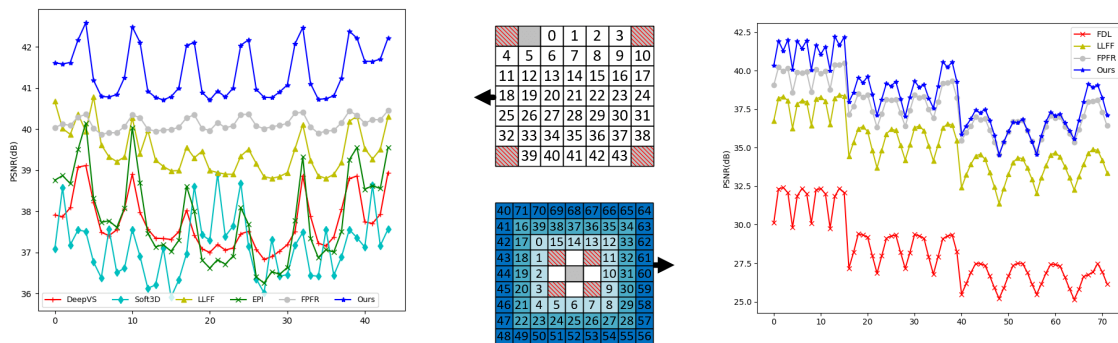 42
41
40
39
38
37
36
PSNR(dB)
DeepVS Soft3D LLFF EPI FPFR Ours
0 10 20 30 40
0 1 2 3
4 5 6 7 8 9 10
11 12 13 14 15 16 17
18 19 20 21 22 23 24
25 26 27 28 29 30 31
32 33 34 35 36 37 38
39 40 41 42 43
40 71 70 69 68 67 66 65 64
41 16 39 38 37 36 35 34 63
42 17 0 15 14 13 12 33 62
43 18 1 11 32 61
44 19 2 10 31 60
45 20 3 9 30 59
46 21 4 5 6 7 8 29 58
47 22 23 24 25 26 27 28 57
48 49 50 51 52 53 54 55 56
42.5
40.0
37.5
35.0
32.5
30.0
27.5
25.0
PSNR(dB)
FDL
LLFF
FPFR
Ours
0 10 20 30 40 50 60 70